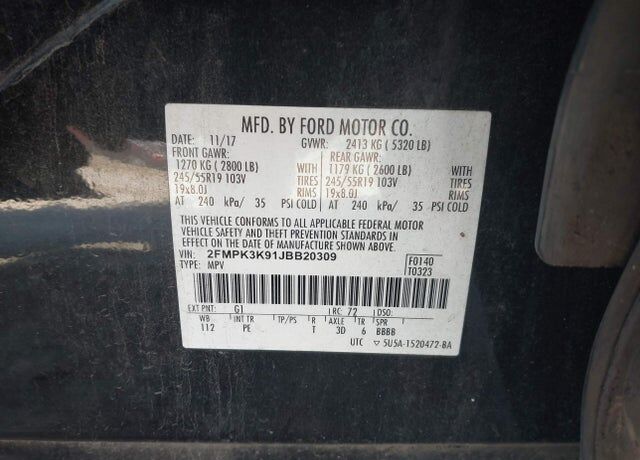 MFD. BY FORD MOTOR CO.
DATE: 11/17 GVWR: 2413 KG ( 5320 LB)
FRONT GAWR: REAR GAWR:
1270 KG ( 2800 LB) WITH 1179 KG ( 2600 LB) WITH
245/55R19 103V TIRES 245/55R19 103V TIRES
19x8.0J RIMS 19x8.0J RIMS
AT 240 kPa/ 35 PSI COLD AT 240 kPa/ 35 PSI COLD
THIS VEHICLE CONFORMS TO ALL APPLICABLE FEDERAL MOTOR
VEHICLE SAFETY AND THEFT PREVENTION STANDARDS IN
EFFECT ON THE DATE OF MANUFACTURE SHOWN ABOVE.
VIN: 2FMPK3K91JBB20309 F0140
TYPE: MPV T0323
EXT PNT: G1 RC: 72 DSO:
WB INT TR TP/PS R AXLE TR SPR
112 PE T 3D 6 BBBB
UTC ▽ 5U5A-1520472-BA